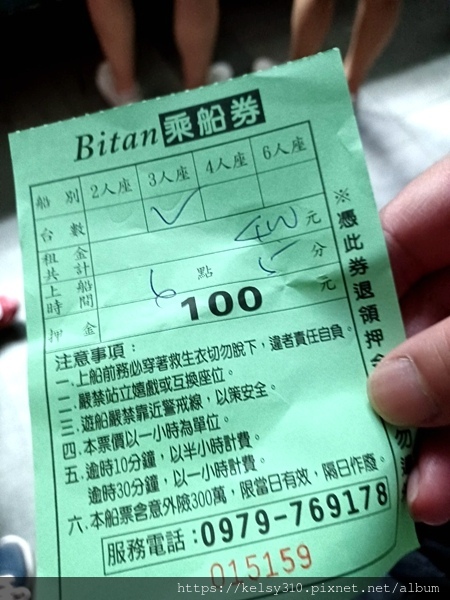 Bitan乘船券
船別 2人座 3人座 4人座 6人座
台數 ✓
租金共計 400 元
上船時間 6 點 5 分
押金 100 元
※憑此券退領押金
注意事項：
一.上船前務必穿著救生衣切勿脫下，違者責任自負。
二.嚴禁站立嬉戲或互換座位。
三.遊船嚴禁靠近警戒線，以策安全。
四.本票價以一小時為單位。
五.逾時10分鐘，以半小時計費。
逾時30分鐘，以一小時計費。
六.本船票含意外險300萬，限當日有效，隔日作廢。
服務電話：0979-769178
015159
https://kelsy310.pixnet.net/album